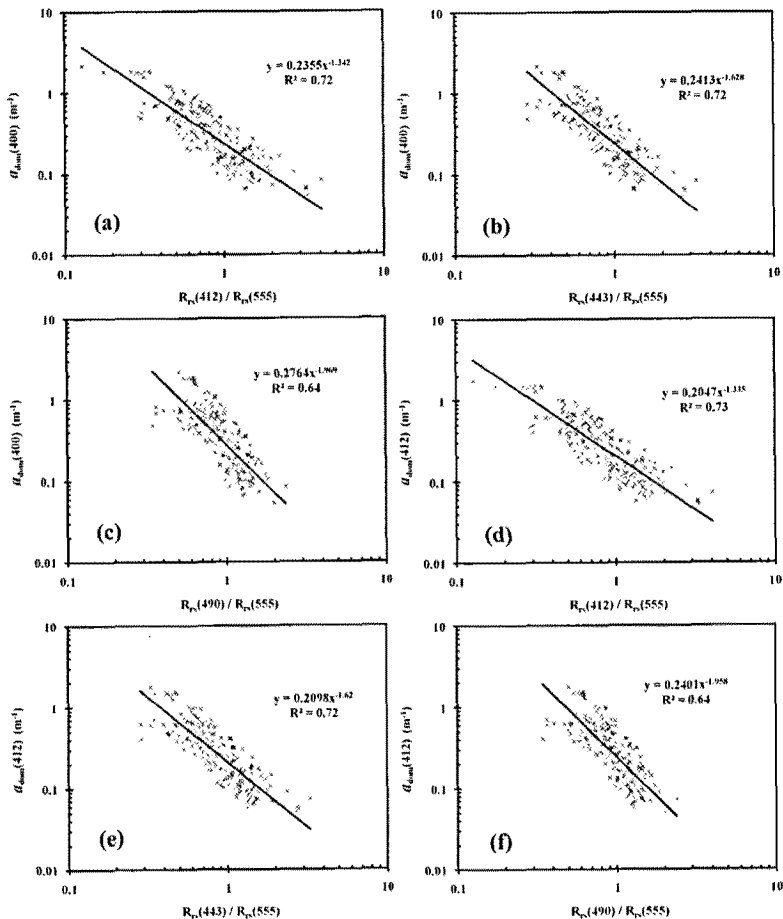 10
1
0.1
0.01
a_dom(400) (m⁻¹)
y = 0.2355x⁻¹·³⁴²
R² = 0.72
(a)
0.1 1 10
R_rs(412) / R_rs(555)
10
1
0.1
0.01
a_dom(400) (m⁻¹)
y = 0.2413x⁻¹·⁶²⁸
R² = 0.72
(b)
0.1 1 10
R_rs(443) / R_rs(555)
10
1
0.1
0.01
a_dom(400) (m⁻¹)
y = 0.2764x⁻¹·⁹⁶⁹
R² = 0.64
(c)
0.1 1 10
R_rs(490) / R_rs(555)
10
1
0.1
0.01
a_dom(412) (m⁻¹)
y = 0.2047x⁻¹·³³⁵
R² = 0.73
(d)
0.1 1 10
R_rs(412) / R_rs(555)
10
1
0.1
0.01
a_dom(412) (m⁻¹)
y = 0.2098x⁻¹·⁶²
R² = 0.72
(e)
0.1 1 10
R_rs(443) / R_rs(555)
10
1
0.1
0.01
a_dom(412) (m⁻¹)
y = 0.2401x⁻¹·⁹⁵⁸
R² = 0.64
(f)
0.1 1 10
R_rs(490) / R_rs(555)